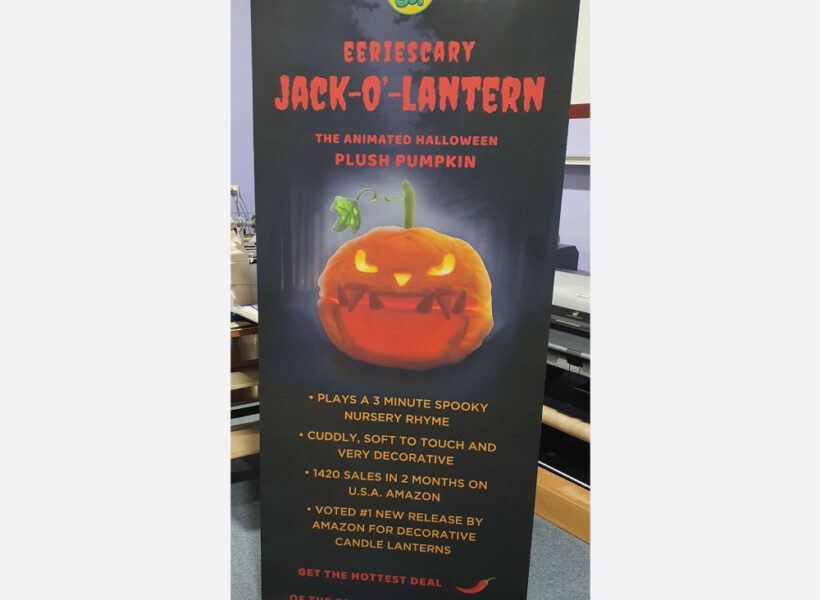 EERIESCARY
JACK-O'-LANTERN
THE ANIMATED HALLOWEEN
PLUSH PUMPKIN
• PLAYS A 3 MINUTE SPOOKY
NURSERY RHYME
• CUDDLY, SOFT TO TOUCH AND
VERY DECORATIVE
• 1420 SALES IN 2 MONTHS ON
U.S.A. AMAZON
• VOTED #1 NEW RELEASE BY
AMAZON FOR DECORATIVE
CANDLE LANTERNS
GET THE HOTTEST DEAL
OF THE